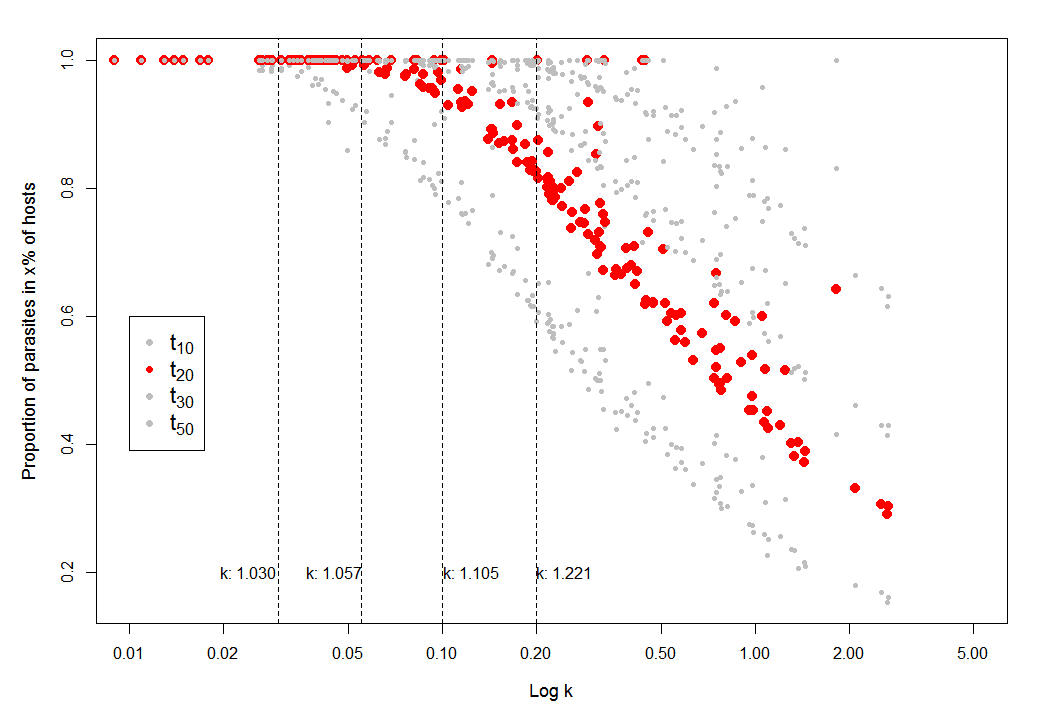 Proportion of parasites in x% of hosts
1.0
0.8
0.6
0.4
0.2
t10
t20
t30
t50
k: 1.030 k: 1.057 k: 1.105 k: 1.221
0.01 0.02 0.05 0.10 0.20 0.50 1.00 2.00 5.00
Log k